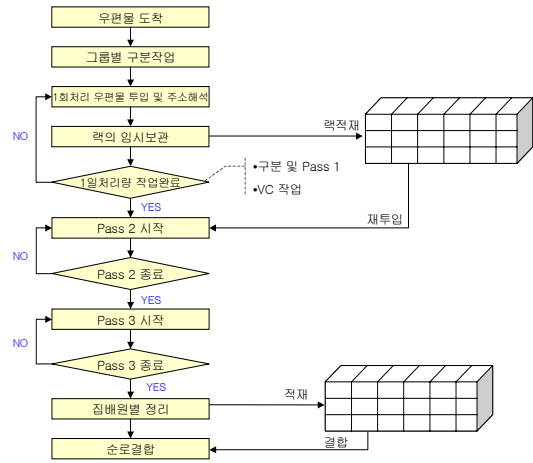 우편물 도착
그룹별 구분작업
1회처리 우편물 투입 및 주소해석
NO
랙의 임시보관
랙적재
1일처리량 작업완료
•구분 및 Pass 1
•VC 작업
YES
재투입
Pass 2 시작
NO
Pass 2 종료
YES
Pass 3 시작
NO
Pass 3 종료
YES
적재
집배원별 정리
결합
순로결합